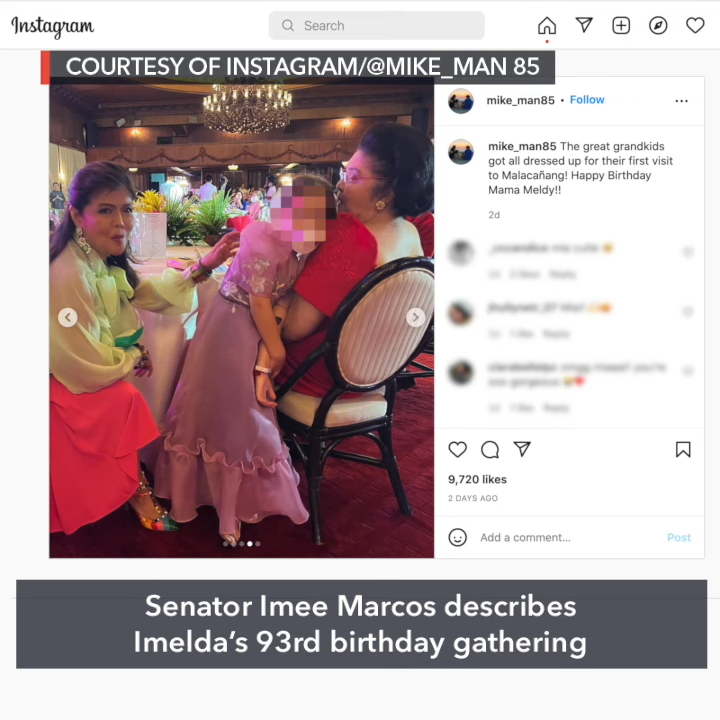 Instagram
Search
COURTESY OF INSTAGRAM/@MIKE_MAN 85
mike_man85 • Follow
mike_man85 The great grandkids
got all dressed up for their first visit
to Malacañang! Happy Birthday
Mama Meldy!!
2d
9,720 likes
2 DAYS AGO
Add a comment...
Post
Senator Imee Marcos describes
Imelda's 93rd birthday gathering